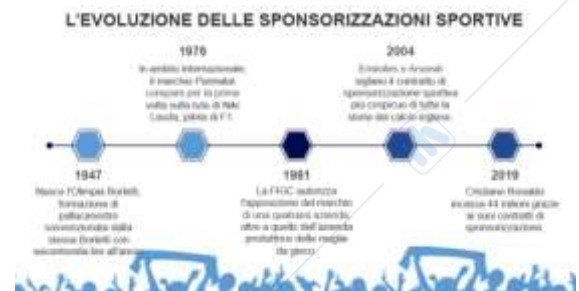 L'EVOLUZIONE DELLE SPONSORIZZAZIONI SPORTIVE
1976
In ambito internazionale,
il marchio Parmalat
compare per la prima
volta sulla tuta di Niki
Lauda, pilota di F1.
2004
Emirates e Arsenal
siglano il contratto di
sponsorizzazione sportiva
più cospicuo di tutta la
storia del calcio inglese.
1947
Nasce l'Olimpia Borletti,
formazione di
pallacanestro
sovvenzionata dalla
stessa Borletti con
lire all'anno
1981
La FIGC autorizza
l'apposizione del marchio
di una qualsiasi azienda,
oltre a quello dell'azienda
produttrice delle maglie
da gioco.
2019
Cristiano Ronaldo
incassa 44 milioni grazie
ai suoi contratti di
sponsorizzazione